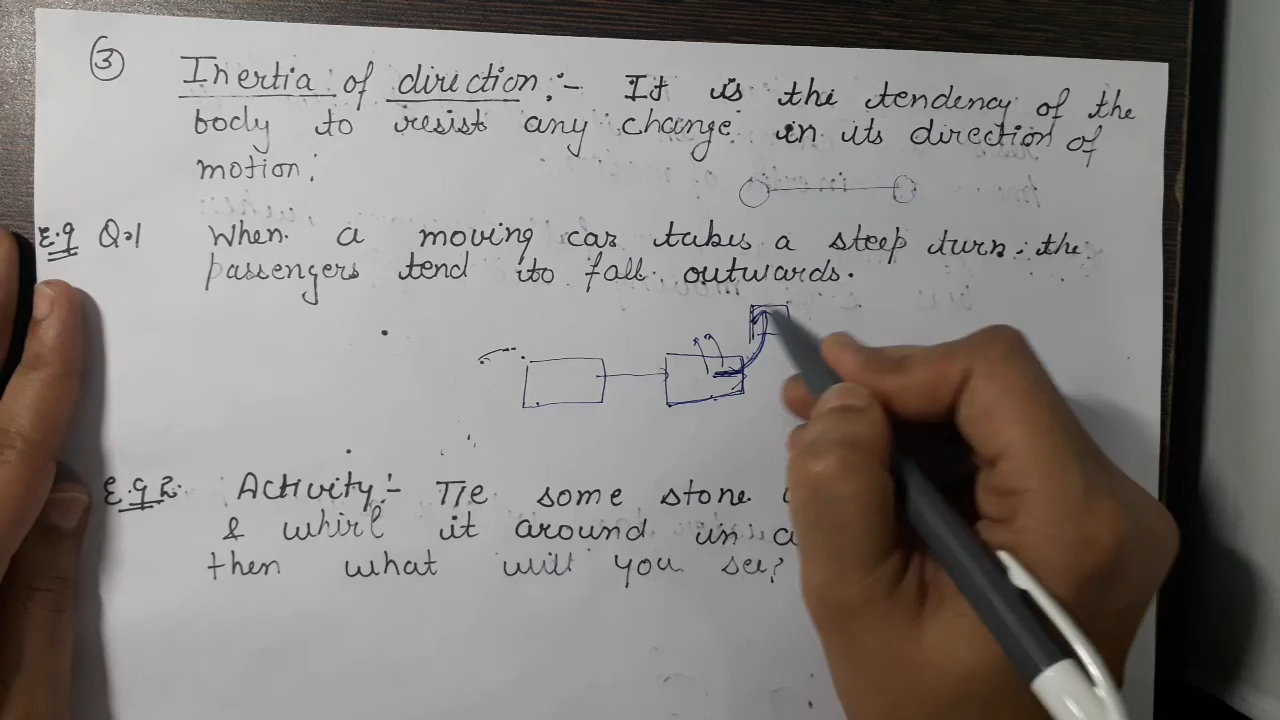 ③ Inertia of direction:- It is the tendency of the
body to resist any change in its direction of
motion:
E.g Q.1 When a moving car takes a steep turn. the
passengers tend to fall outwards.
E.g 2. Activity:- Tie some stone
& whirl it around in a
then what will you see?